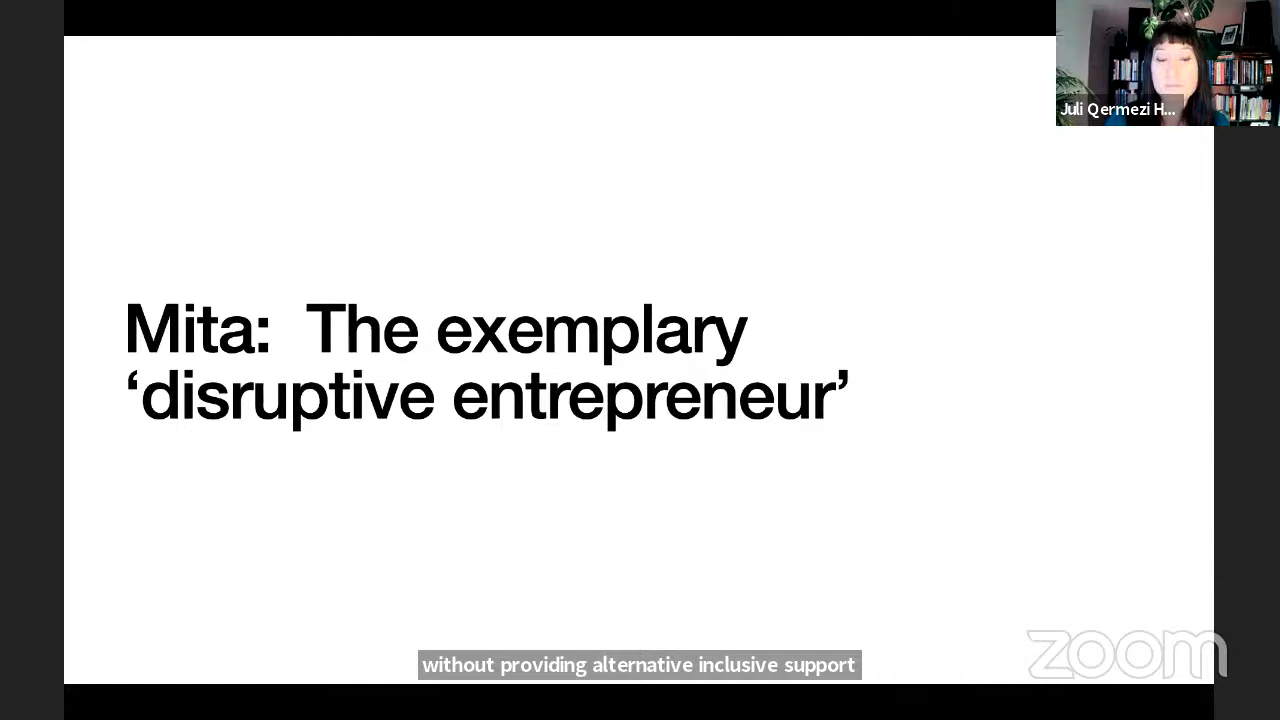 Juli Qermezi H...
Mita:  The exemplary
‘disruptive entrepreneur’
without providing alternative inclusive support
zoom